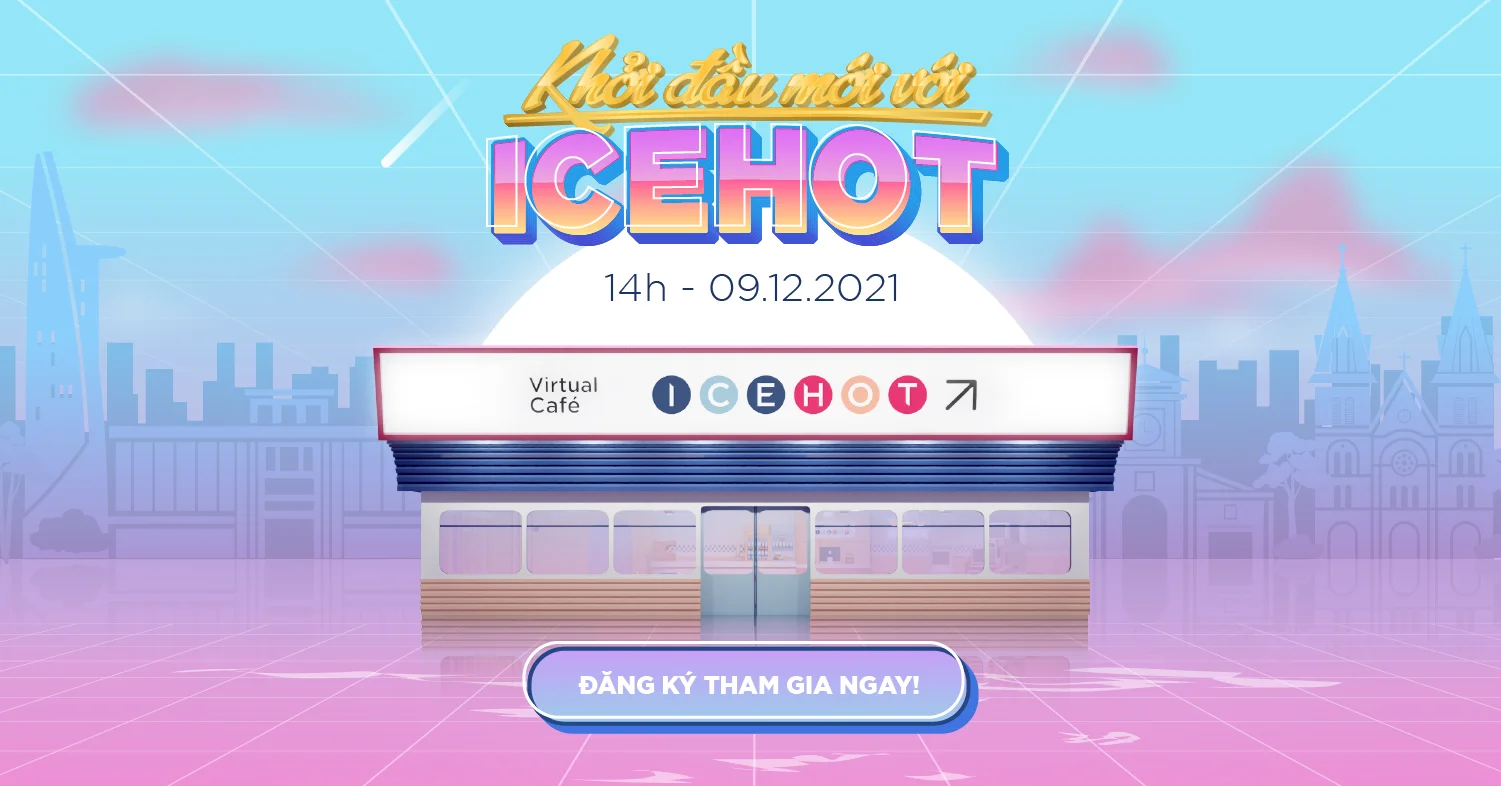 Khởi đầu mới với
ICEHOT
14h - 09.12.2021
Virtual
Café
ICEHOT
ĐĂNG KÝ THAM GIA NGAY!